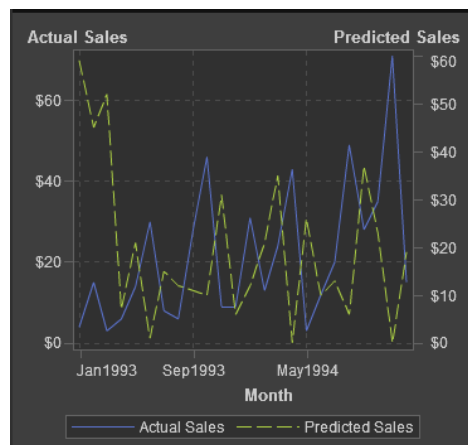 Actual Sales Predicted Sales
$60
$60
$50
$40
$40
$30
$20
$20
$10
$0 $0
Jan1993 Sep1993 May1994
Month
Actual Sales Predicted Sales